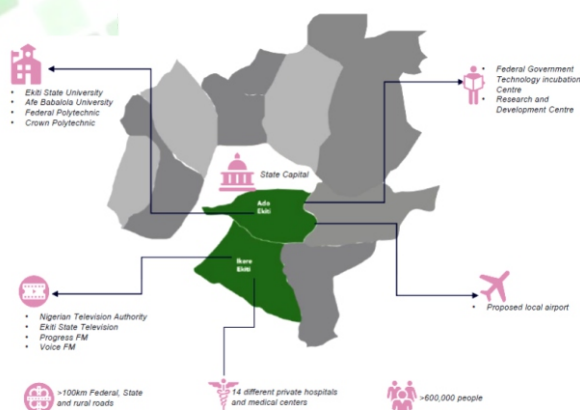 Ekiti State University
Afe Babalola University
Federal Polytechnic
Crown Polytechnic
Federal Government
Technology incubation
Centre
Research and
Development Centre
State Capital
Ado
Ekiti
Ikere
Ekiti
Nigerian Television Authority
Ekiti State Television
Progress FM
Voice FM
Proposed local airport
>100km Federal, State
and rural roads
14 different private hospitals
and medical centers
>600,000 people